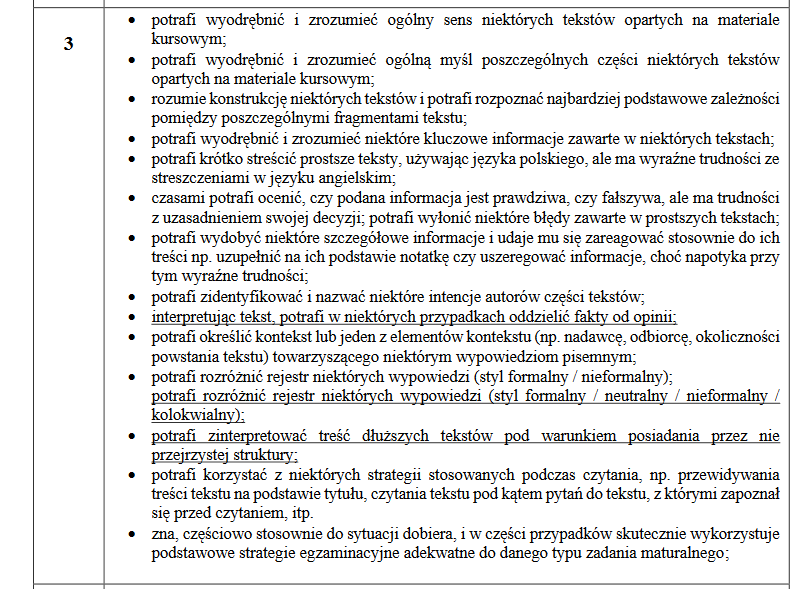 3
• potrafi wyodrębnić i zrozumieć ogólny sens niektórych tekstów opartych na materiale
kursowym;
• potrafi wyodrębnić i zrozumieć ogólną myśl poszczególnych części niektórych tekstów
opartych na materiale kursowym;
• rozumie konstrukcję niektórych tekstów i potrafi rozpoznać najbardziej podstawowe zależności
pomiędzy poszczególnymi fragmentami tekstu;
• potrafi wyodrębnić i zrozumieć niektóre kluczowe informacje zawarte w niektórych tekstach;
• potrafi krótko streścić prostsze teksty, używając języka polskiego, ale ma wyraźne trudności ze
streszczeniami w języku angielskim;
• czasami potrafi ocenić, czy podana informacja jest prawdziwa, czy fałszywa, ale ma trudności
z uzasadnieniem swojej decyzji; potrafi wyłonić niektóre błędy zawarte w prostszych tekstach;
• potrafi wydobyć niektóre szczegółowe informacje i udaje mu się zareagować stosownie do ich
treści np. uzupełnić na ich podstawie notatkę czy uszeregować informacje, choć napotyka przy
tym wyraźne trudności;
• potrafi zidentyfikować i nazwać niektóre intencje autorów części tekstów;
• interpretując tekst, potrafi w niektórych przypadkach oddzielić fakty od opinii;
• potrafi określić kontekst lub jeden z elementów kontekstu (np. nadawcę, odbiorcę, okoliczności
powstania tekstu) towarzyszącego niektórym wypowiedziom pisemnym;
• potrafi rozróżnić rejestr niektórych wypowiedzi (styl formalny / nieformalny);
potrafi rozróżnić rejestr niektórych wypowiedzi (styl formalny / neutralny / nieformalny /
kolokwialny);
• potrafi zinterpretować treść dłuższych tekstów pod warunkiem posiadania przez nie
przejrzystej struktury;
• potrafi korzystać z niektórych strategii stosowanych podczas czytania, np. przewidywania
treści tekstu na podstawie tytułu, czytania tekstu pod kątem pytań do tekstu, z którymi zapoznał
się przed czytaniem, itp.
• zna, częściowo stosownie do sytuacji dobiera, i w części przypadków skutecznie wykorzystuje
podstawowe strategie egzaminacyjne adekwatne do danego typu zadania maturalnego;